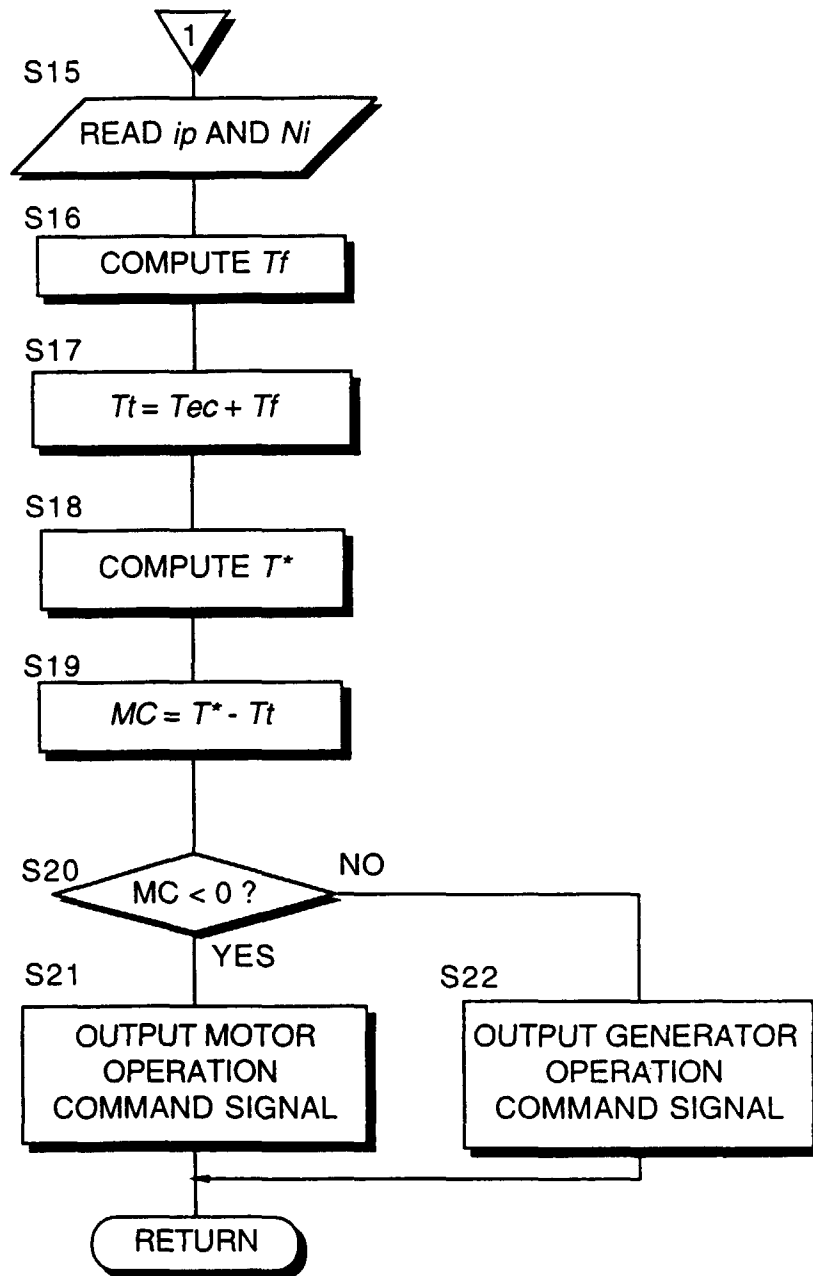 1
S15
READ ip AND Ni
S16
COMPUTE Tf
S17
Tt = Tec + Tf
S18
COMPUTE T*
S19
MC = T* - Tt
S20
MC < 0 ?
NO
YES
S21
OUTPUT MOTOR
OPERATION
COMMAND SIGNAL
S22
OUTPUT GENERATOR
OPERATION
COMMAND SIGNAL
RETURN